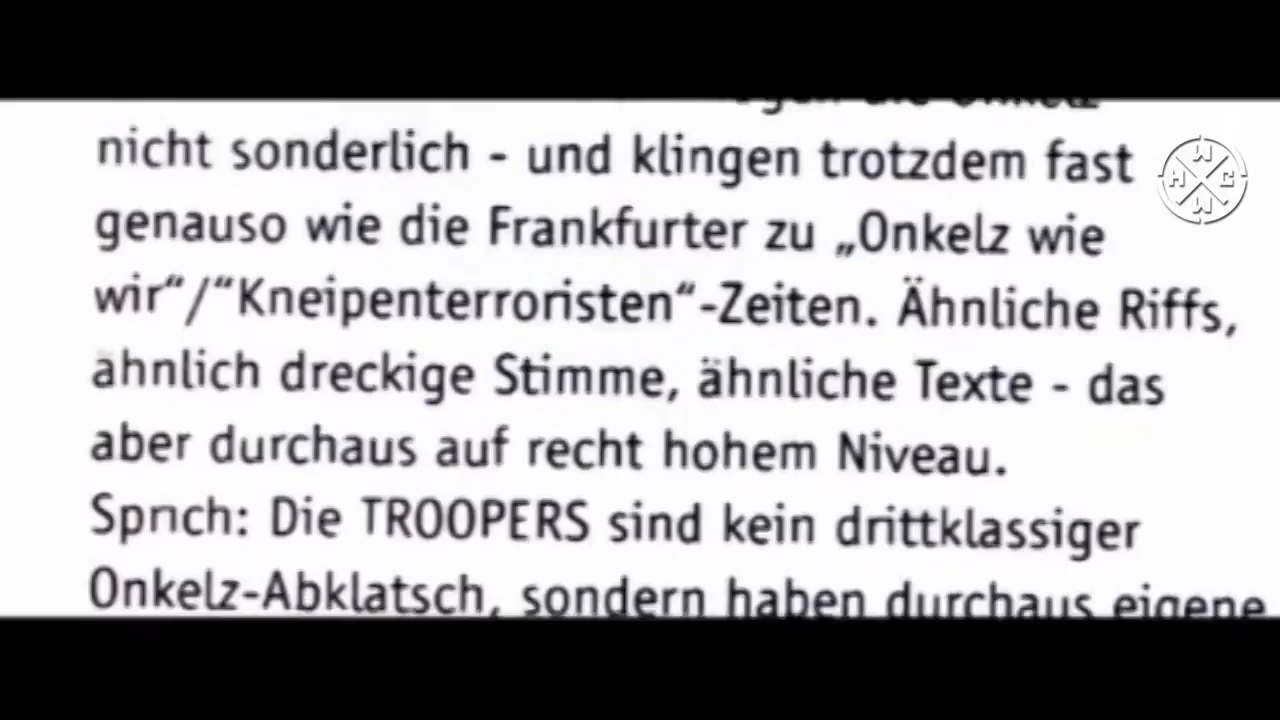 die Onkelz
nicht sonderlich - und klingen trotzdem fast
genauso wie die Frankfurter zu „Onkelz wie
wir“/“Kneipenterroristen“-Zeiten. Ähnliche Riffs,
ähnlich dreckige Stimme, ähnliche Texte - das
aber durchaus auf recht hohem Niveau.
Sprich: Die TROOPERS sind kein drittklassiger
Onkelz-Abklatsch, sondern haben durchaus eigene
W
H C
M